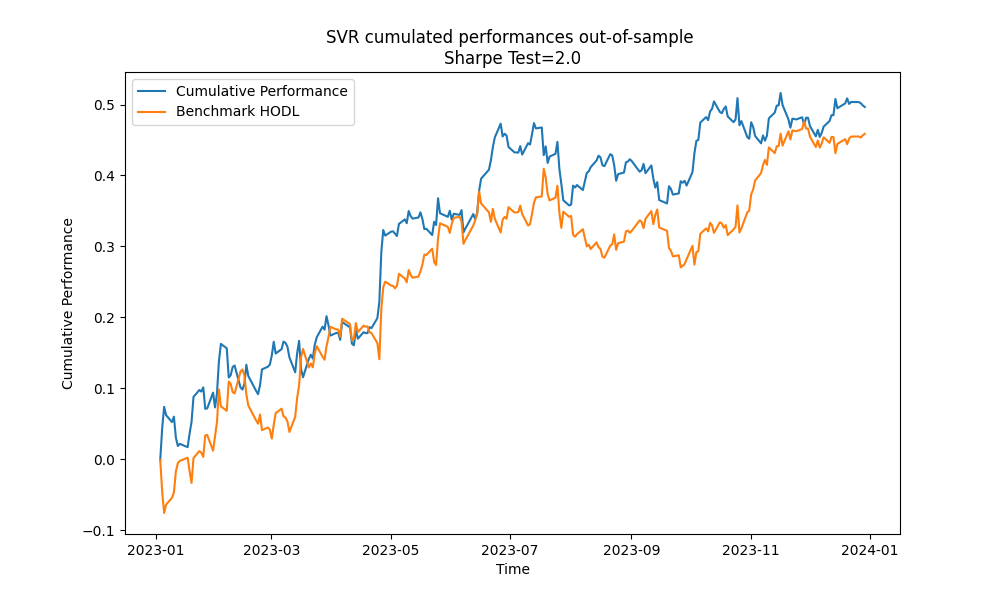 SVR cumulated performances out-of-sample
Sharpe Test=2.0
Cumulative Performance
Benchmark HODL
Cumulative Performance
0.5
0.4
0.3
0.2
0.1
0.0
−0.1
2023-01
2023-03
2023-05
2023-07
2023-09
2023-11
2024-01
Time